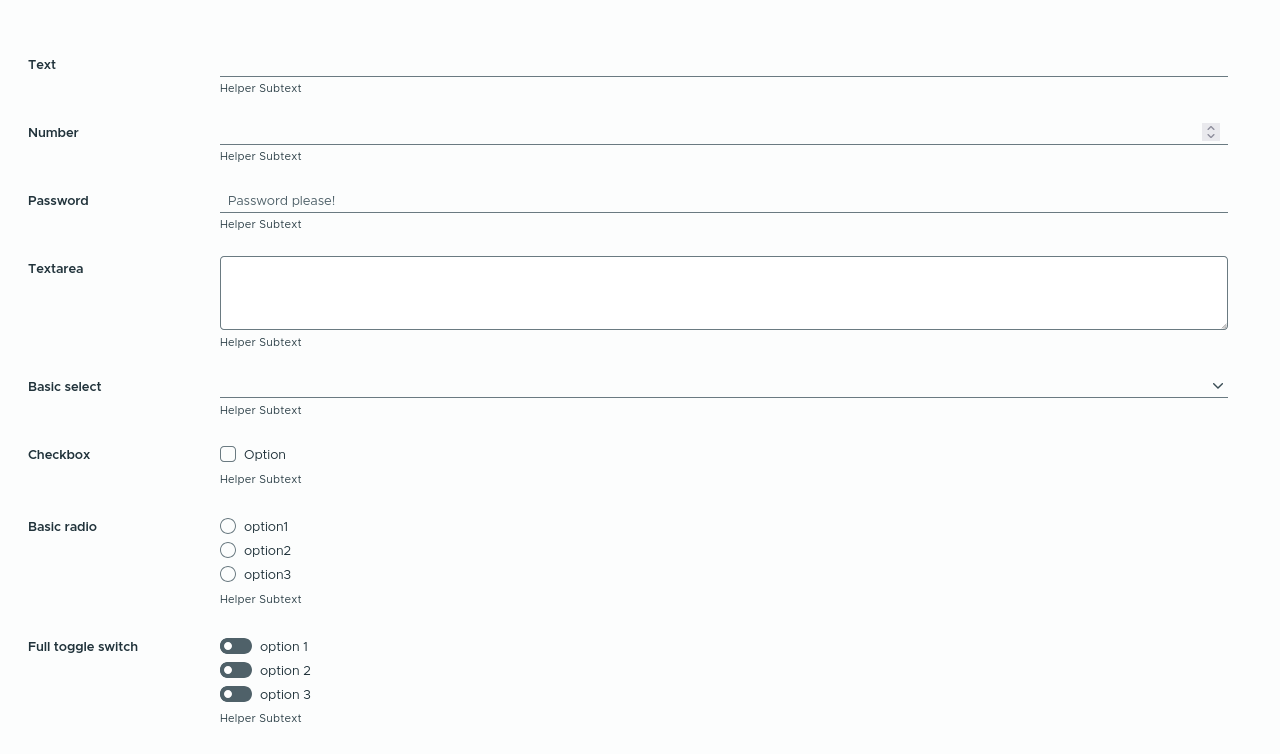 Text
Helper Subtext
Number
Helper Subtext
Password
Password please!
Helper Subtext
Textarea
Helper Subtext
Basic select
Helper Subtext
Checkbox
Option
Helper Subtext
Basic radio
option1
option2
option3
Helper Subtext
Full toggle switch
option 1
option 2
option 3
Helper Subtext